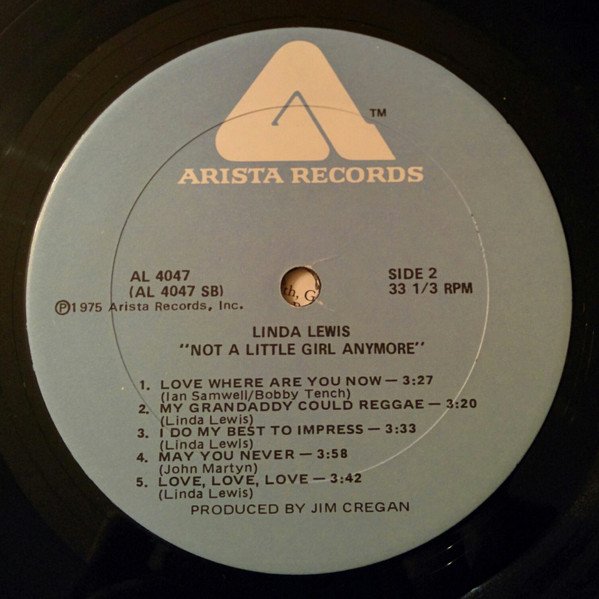 TM
ARISTA RECORDS
AL 4047
(AL 4047 SB)
℗1975 Arista Records, Inc.
SIDE 2
33 1/3 RPM
LINDA LEWIS
"NOT A LITTLE GIRL ANYMORE"
1. LOVE WHERE ARE YOU NOW — 3:27
(Ian Samwell/Bobby Tench)
2. MY GRANDADDY COULD REGGAE — 3:20
(Linda Lewis)
3. I DO MY BEST TO IMPRESS — 3:33
(Linda Lewis)
4. MAY YOU NEVER — 3:58
(John Martyn)
5. LOVE, LOVE, LOVE — 3:42
(Linda Lewis)
PRODUCED BY JIM CREGAN